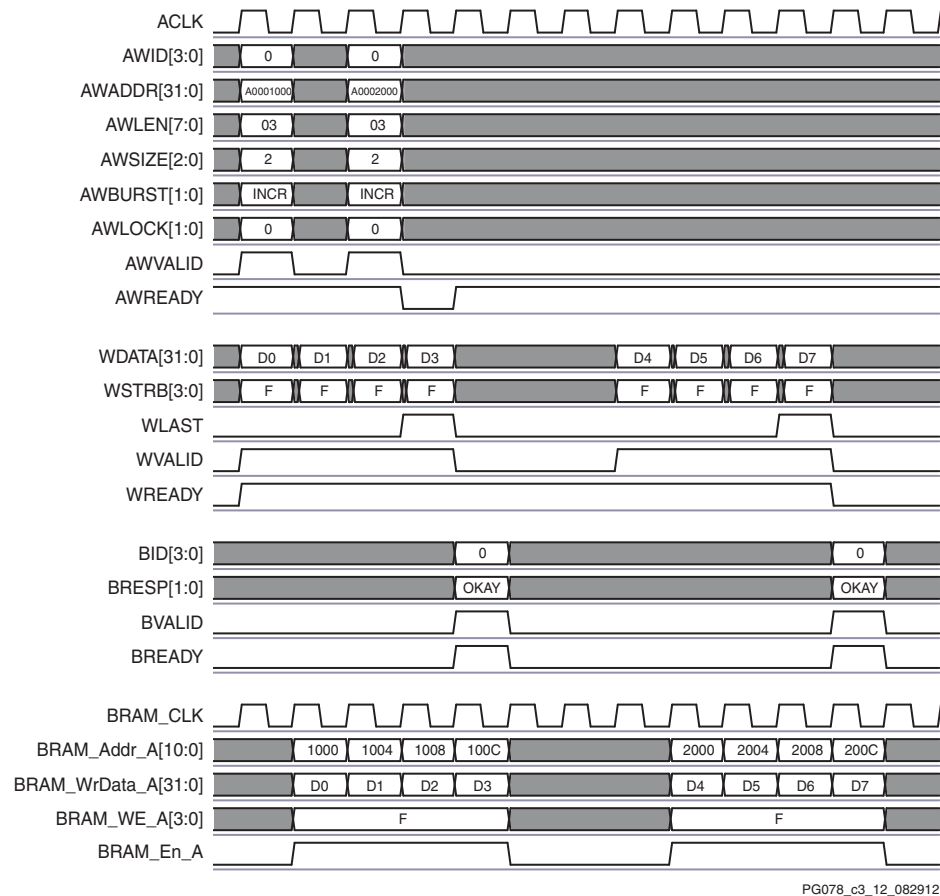 ACLK
AWID[3:0] 0 0
AWADDR[31:0] A0001000 A0002000
AWLEN[7:0] 03 03
AWSIZE[2:0] 2 2
AWBURST[1:0] INCR INCR
AWLOCK[1:0] 0 0
AWVALID
AWREADY
WDATA[31:0] D0 D1 D2 D3 D4 D5 D6 D7
WSTRB[3:0] F F F F F F F F
WLAST
WVALID
WREADY
BID[3:0] 0 0
BRESP[1:0] OKAY OKAY
BVALID
BREADY
BRAM_CLK
BRAM_Addr_A[10:0] 1000 1004 1008 100C 2000 2004 2008 200C
BRAM_WrData_A[31:0] D0 D1 D2 D3 D4 D5 D6 D7
BRAM_WE_A[3:0] F F
BRAM_En_A
PG078_c3_12_082912